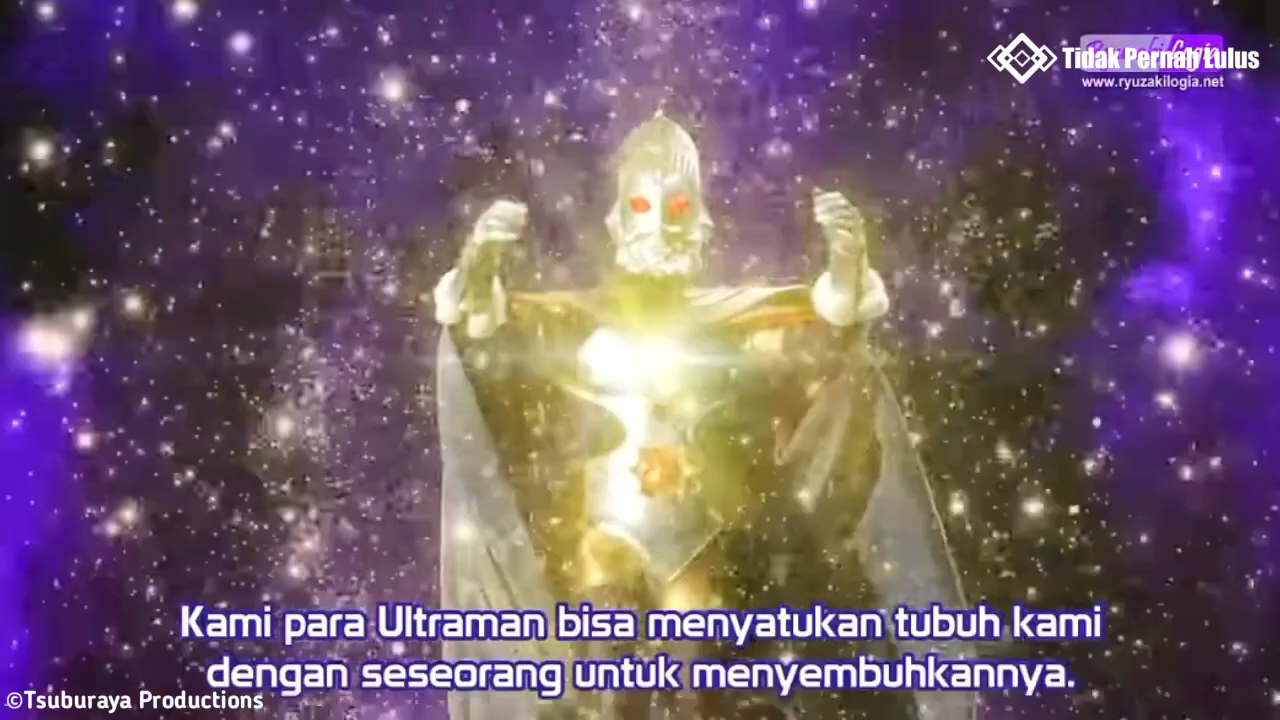 Tidak Pernah Lulus
www.ryuzakilogia.net
Kami para Ultraman bisa menyatukan tubuh kami
dengan seseorang untuk menyembuhkannya.
©Tsuburaya Productions